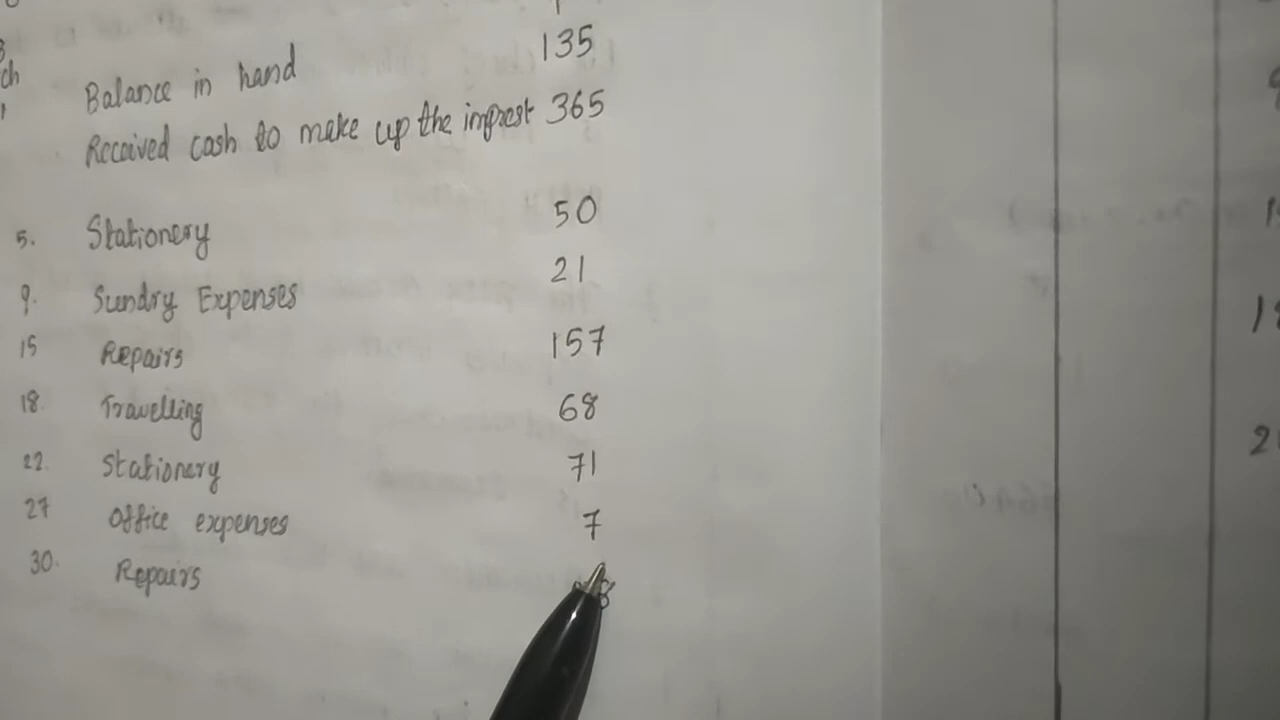 Balance in hand 135
Received cash to make up the imprest 365
5. Stationery 50
9. Sundry Expenses 21
15 Repairs 157
18. Travelling 68
22. Stationery 71
27 Office expenses 7
30. Repairs